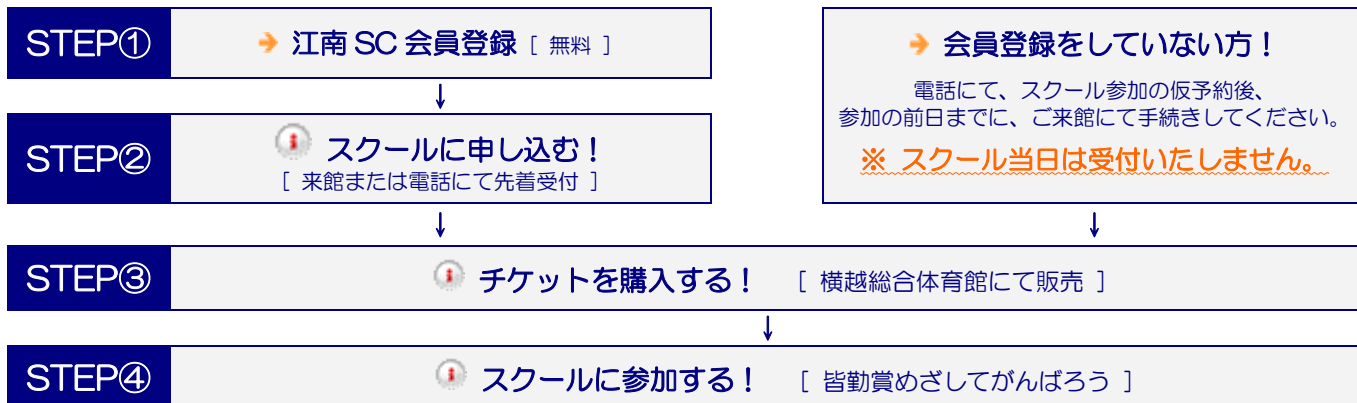 STEP①
江南 SC 会員登録 [ 無料 ]
↓
STEP②
スクールに申し込む！
[ 来館または電話にて先着受付 ]
↓
会員登録をしていない方！
電話にて、スクール参加の仮予約後、
参加の前日までに、ご来館にて手続きしてください。
※ スクール当日は受付いたしません。
↓
STEP③
チケットを購入する！ [ 横越総合体育館にて販売 ]
↓
STEP④
スクールに参加する！ [ 皆勤賞めざしてがんばろう ]